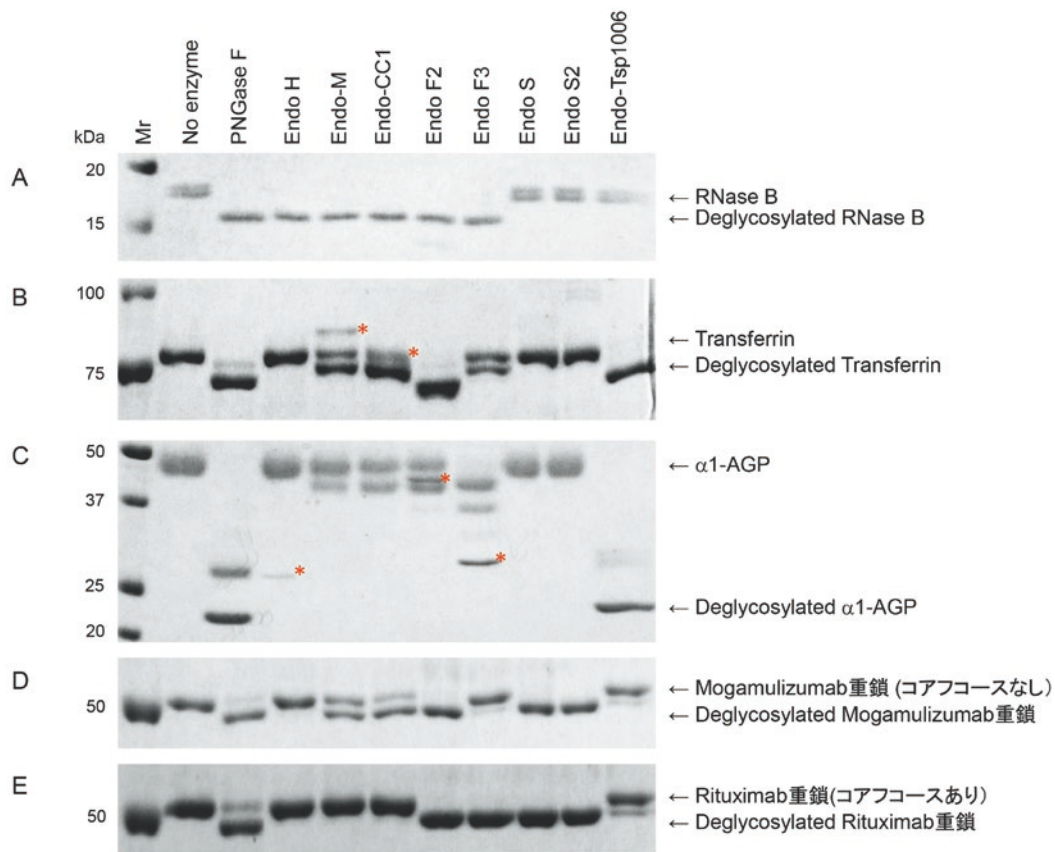 kDa
Mr
No enzyme
PNGase F
Endo H
Endo-M
Endo-CC1
Endo F2
Endo F3
Endo S
Endo S2
Endo-Tsp1006
A
20
15
← RNase B
← Deglycosylated RNase B
B
100
75
*
*
← Transferrin
← Deglycosylated Transferrin
C
50
37
25
20
*
*
*
← α1-AGP
← Deglycosylated α1-AGP
D
50
← Mogamulizumab重鎖 (コアフコースなし)
← Deglycosylated Mogamulizumab重鎖
E
50
← Rituximab重鎖(コアフコースあり)
← Deglycosylated Rituximab重鎖